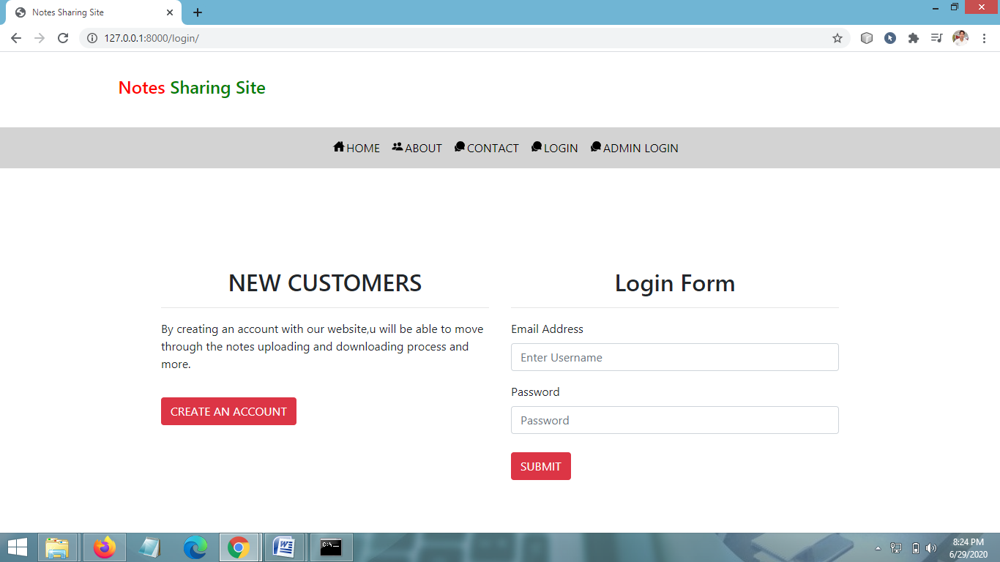 Notes Sharing Site
127.0.0.1:8000/login/
Notes Sharing Site
HOME ABOUT CONTACT LOGIN ADMIN LOGIN
NEW CUSTOMERS
By creating an account with our website,u will be able to move
through the notes uploading and downloading process and
more.
CREATE AN ACCOUNT
Login Form
Email Address
Enter Username
Password
Password
SUBMIT
8:24 PM
6/29/2020